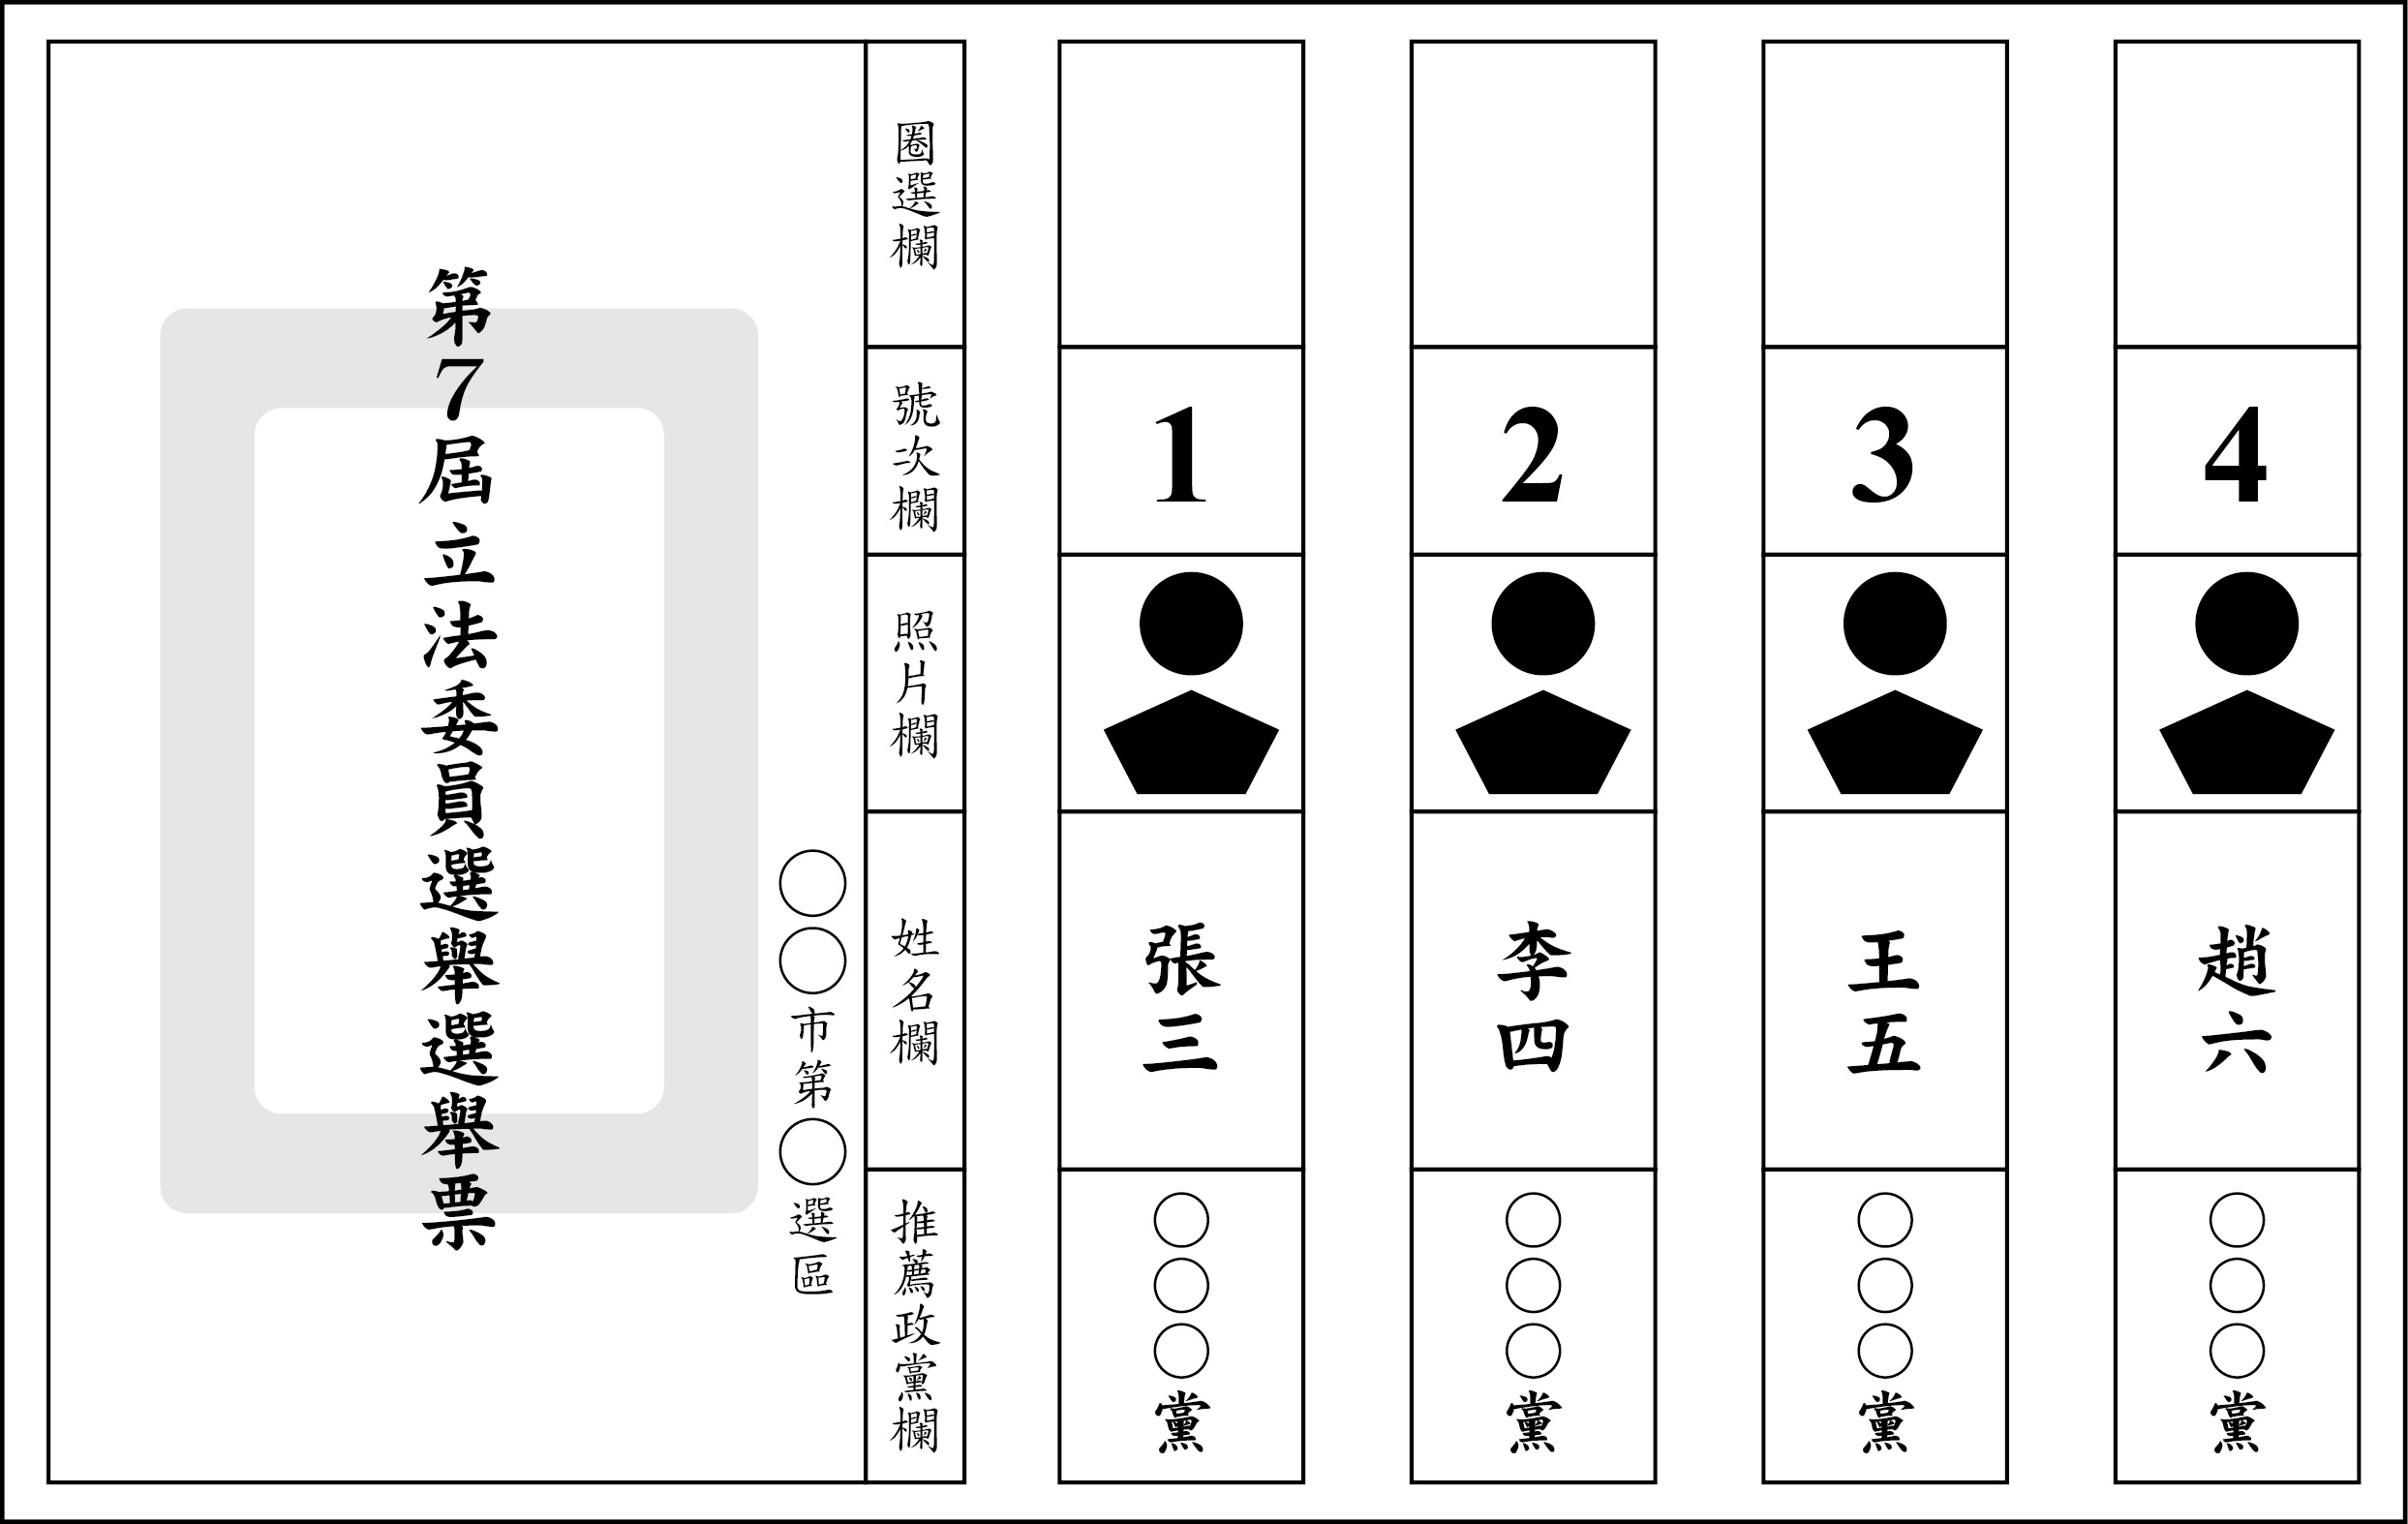 第7屆立法委員選舉選舉票
○○市第○選區
圈選欄
號次欄
照片欄
姓名欄
推薦政黨欄
1
張三
○○○黨
2
李四
○○○黨
3
王五
○○○黨
4
趙六
○○○黨